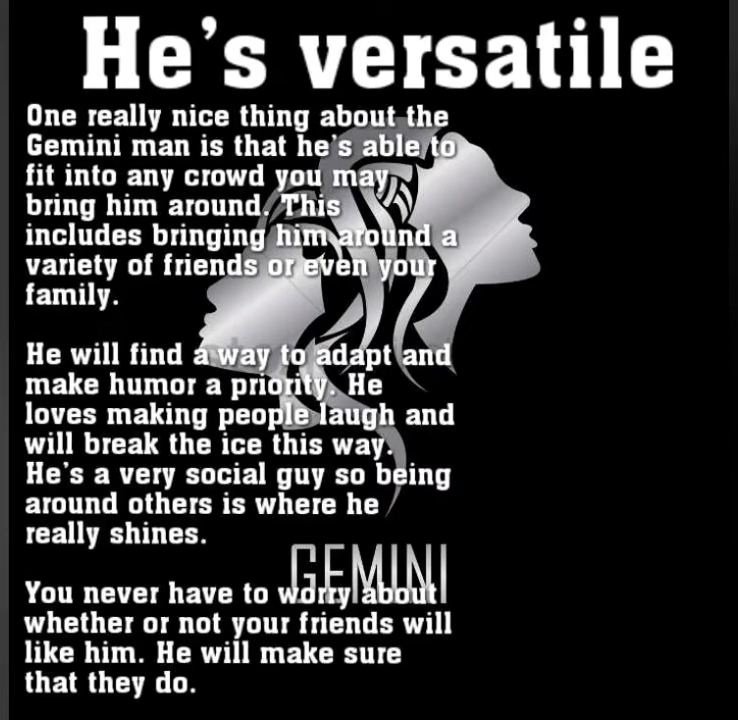 He's versatile
One really nice thing about the
Gemini man is that he's able to
fit into any crowd you may
bring him around. This
includes bringing him around a
variety of friends or even your
family.
He will find a way to adapt and
make humor a priority. He
loves making people laugh and
will break the ice this way.
He's a very social guy so being
around others is where he
really shines.
GEMINI
You never have to worry about
whether or not your friends will
like him. He will make sure
that they do.